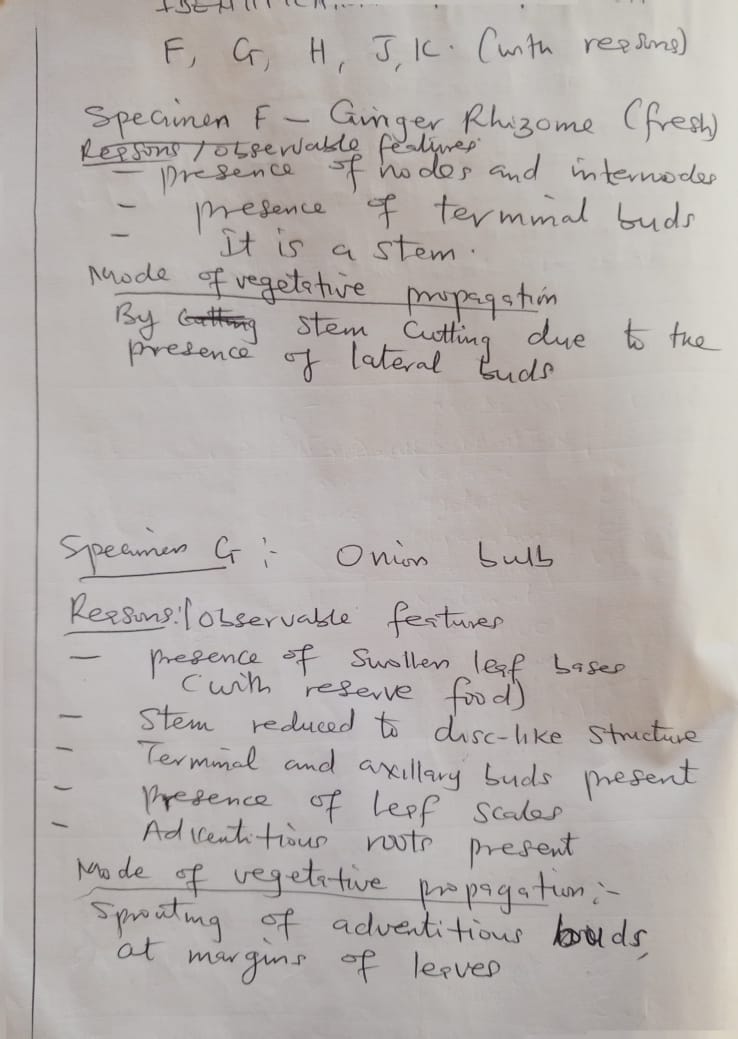 F, G, H, J, K. (with reasons)
Specimen F – Ginger Rhizome (fresh)
Reasons / observable features
– presence of nodes and internodes
– presence of terminal buds
– It is a stem.
Mode of vegetative propagation
By Cutting stem cutting due to the
presence of lateral buds
Specimen G :- Onion bulb
Reasons:/observable features
– presence of swollen leaf bases
(with reserve food)
– Stem reduced to disc-like structure
– Terminal and axillary buds present
– Presence of leaf scales
– Adventitious roots present
Mode of vegetative propagation:-
Sprouting of adventitious buds,
at margins of leaves